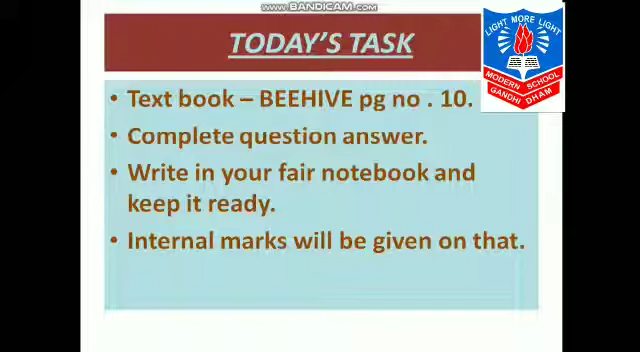 www.BANDICAM.com
TODAY'S TASK
LIGHT MORE LIGHT
MODERN SCHOOL
GANDHI DHAM
• Text book – BEEHIVE pg no . 10.
• Complete question answer.
• Write in your fair notebook and
keep it ready.
• Internal marks will be given on that.